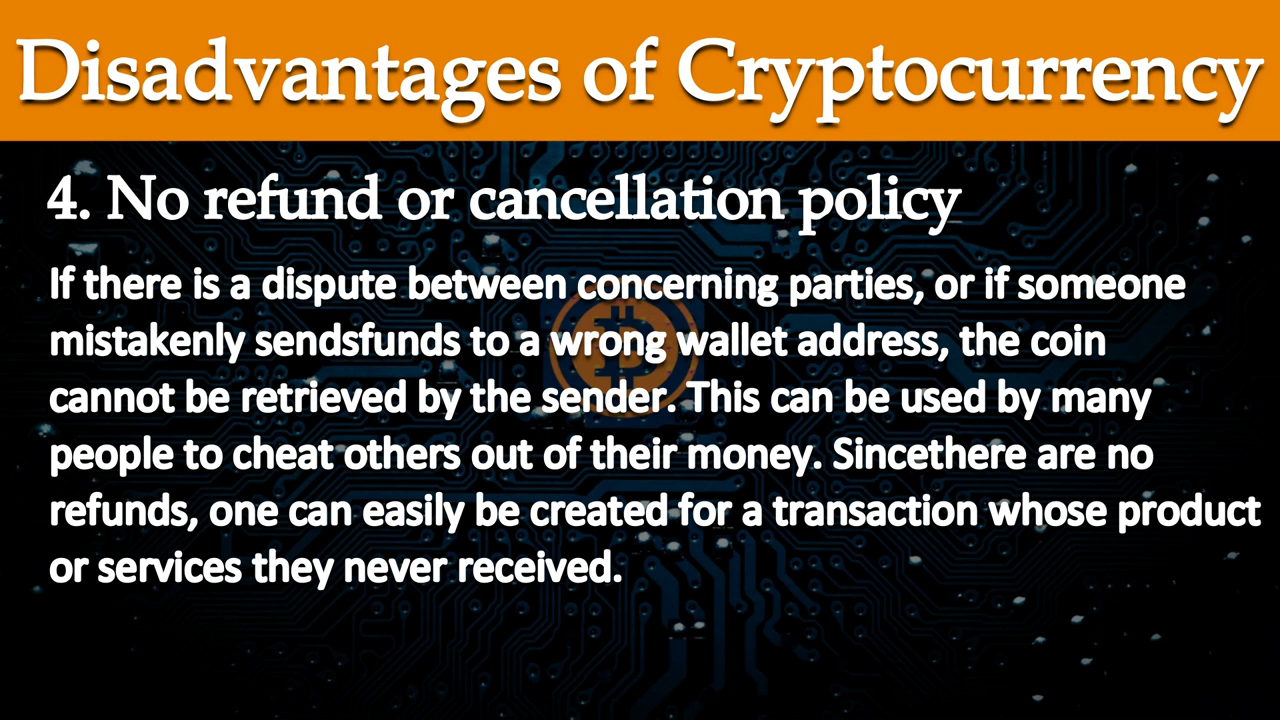 Disadvantages of Cryptocurrency
4. No refund or cancellation policy
If there is a dispute between concerning parties, or if someone
mistakenly sendsfunds to a wrong wallet address, the coin
cannot be retrieved by the sender. This can be used by many
people to cheat others out of their money. Sincethere are no
refunds, one can easily be created for a transaction whose product
or services they never received.